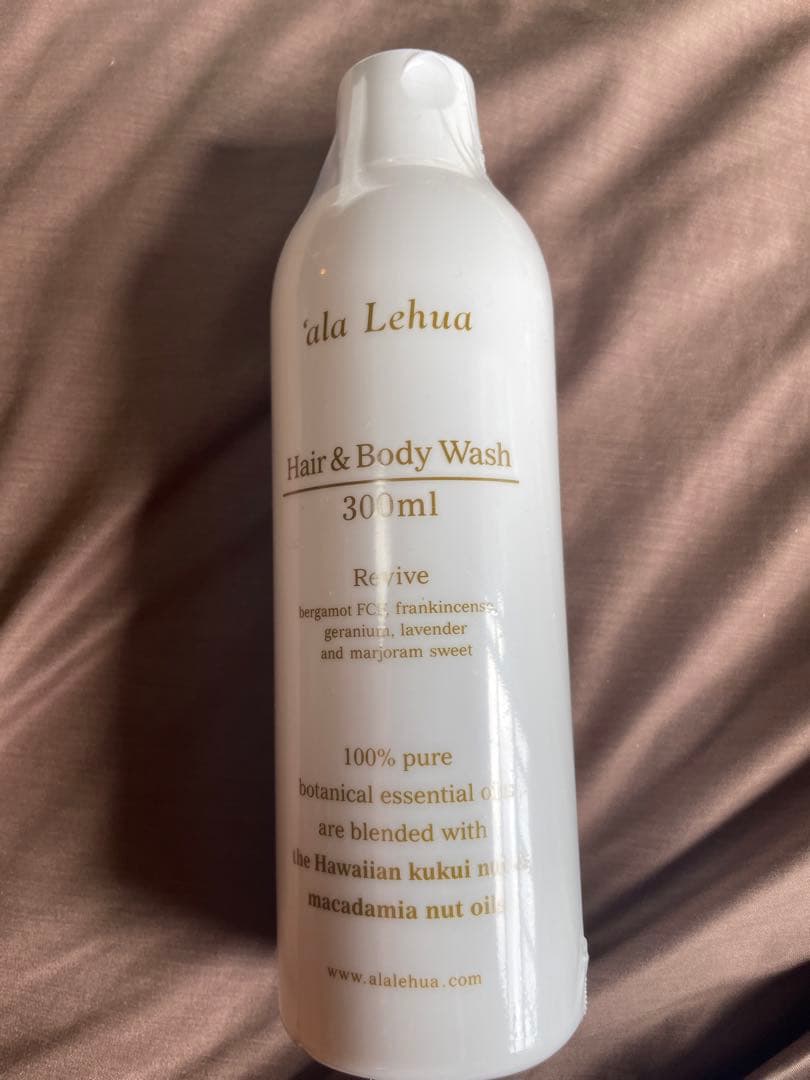 ‘ala Lehua
Hair & Body Wash
300ml
Revive
bergamot FCF, frankincense,
geranium, lavender
and marjoram sweet
100% pure
botanical essential oils
are blended with
the Hawaiian kukui nut &
macadamia nut oils
www.alalehua.com